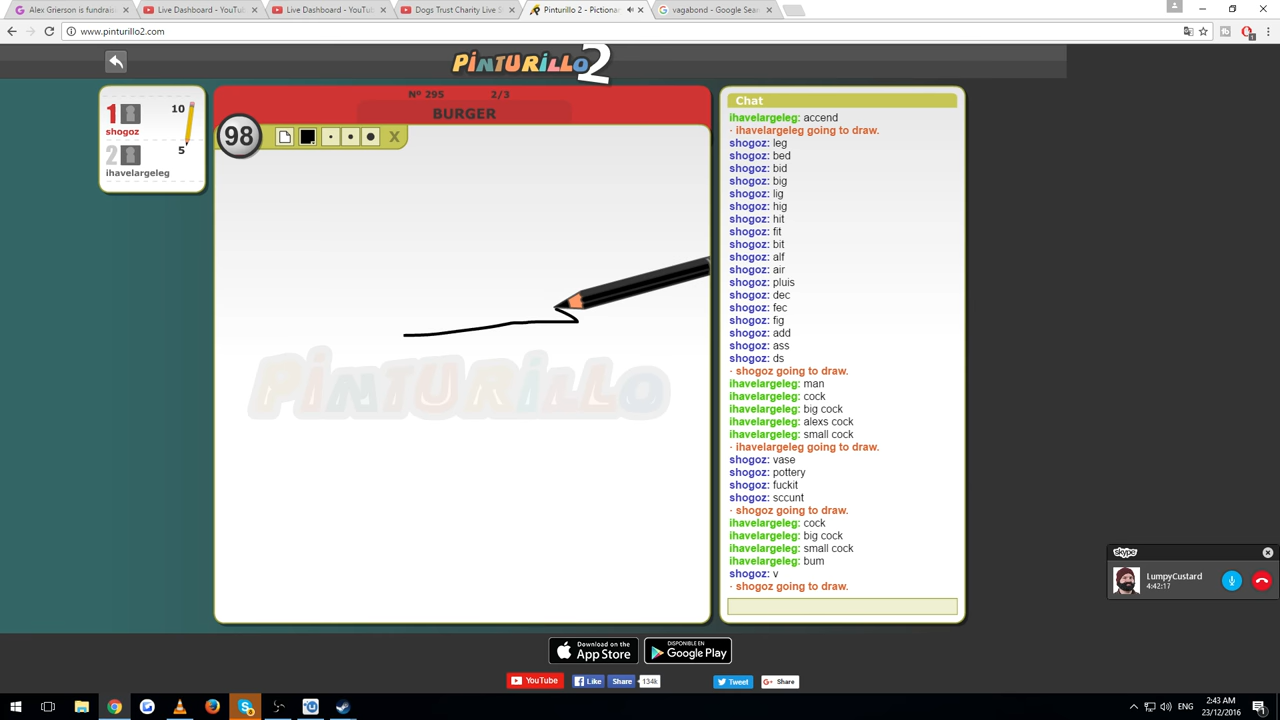 Alex Grierson is fundrais
Live Dashboard - YouTu
Live Dashboard - YouTu
Dogs Trust Charity Live S
Pinturillo 2 - Pictiona
vagabond - Google Sea
www.pinturillo2.com
PINTURILLO2
1 10
shogoz
2 5
ihavelargeleg
Nº 295 2/3
BURGER
98
X
PINTURILLO
Chat
ihavelargeleg: accend
· ihavelargeleg going to draw.
shogoz: leg
shogoz: bed
shogoz: bid
shogoz: big
shogoz: lig
shogoz: hig
shogoz: hit
shogoz: fit
shogoz: bit
shogoz: alf
shogoz: air
shogoz: pluis
shogoz: dec
shogoz: fec
shogoz: fig
shogoz: add
shogoz: ass
shogoz: ds
· shogoz going to draw.
ihavelargeleg: man
ihavelargeleg: cock
ihavelargeleg: big cock
ihavelargeleg: alexs cock
ihavelargeleg: small cock
· ihavelargeleg going to draw.
shogoz: vase
shogoz: pottery
shogoz: fuckit
shogoz: sccunt
· shogoz going to draw.
ihavelargeleg: cock
ihavelargeleg: big cock
ihavelargeleg: small cock
ihavelargeleg: bum
shogoz: v
· shogoz going to draw.
skype
LumpyCustard
4:42:17
Download on the
App Store
DISPONIBLE EN
Google Play
YouTube
Like Share 134k
Tweet
Share
ENG
2:43 AM
23/12/2016